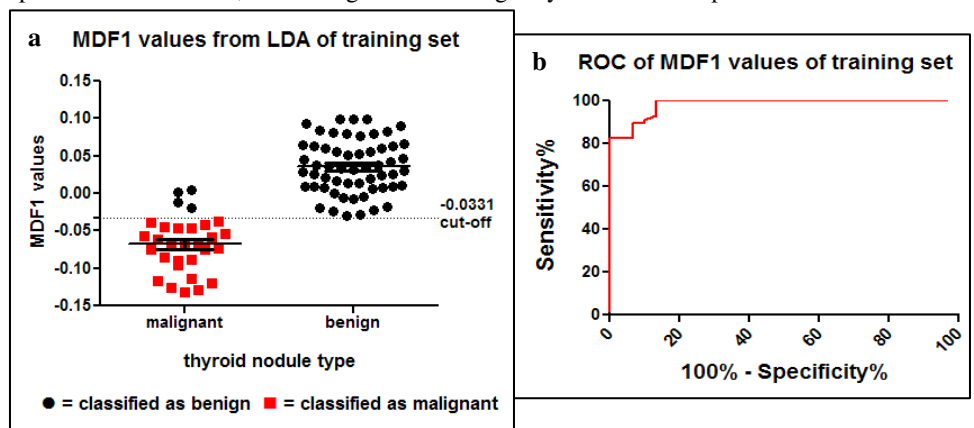 a MDF1 values from LDA of training set
0.15
0.10
0.05
0.00
-0.05
-0.10
-0.15
MDF1 values
-0.0331
cut-off
malignant benign
thyroid nodule type
● = classified as benign ■ = classified as malignant
b ROC of MDF1 values of training set
100
80
60
40
20
0
Sensitivity%
0 20 40 60 80 100
100% - Specificity%